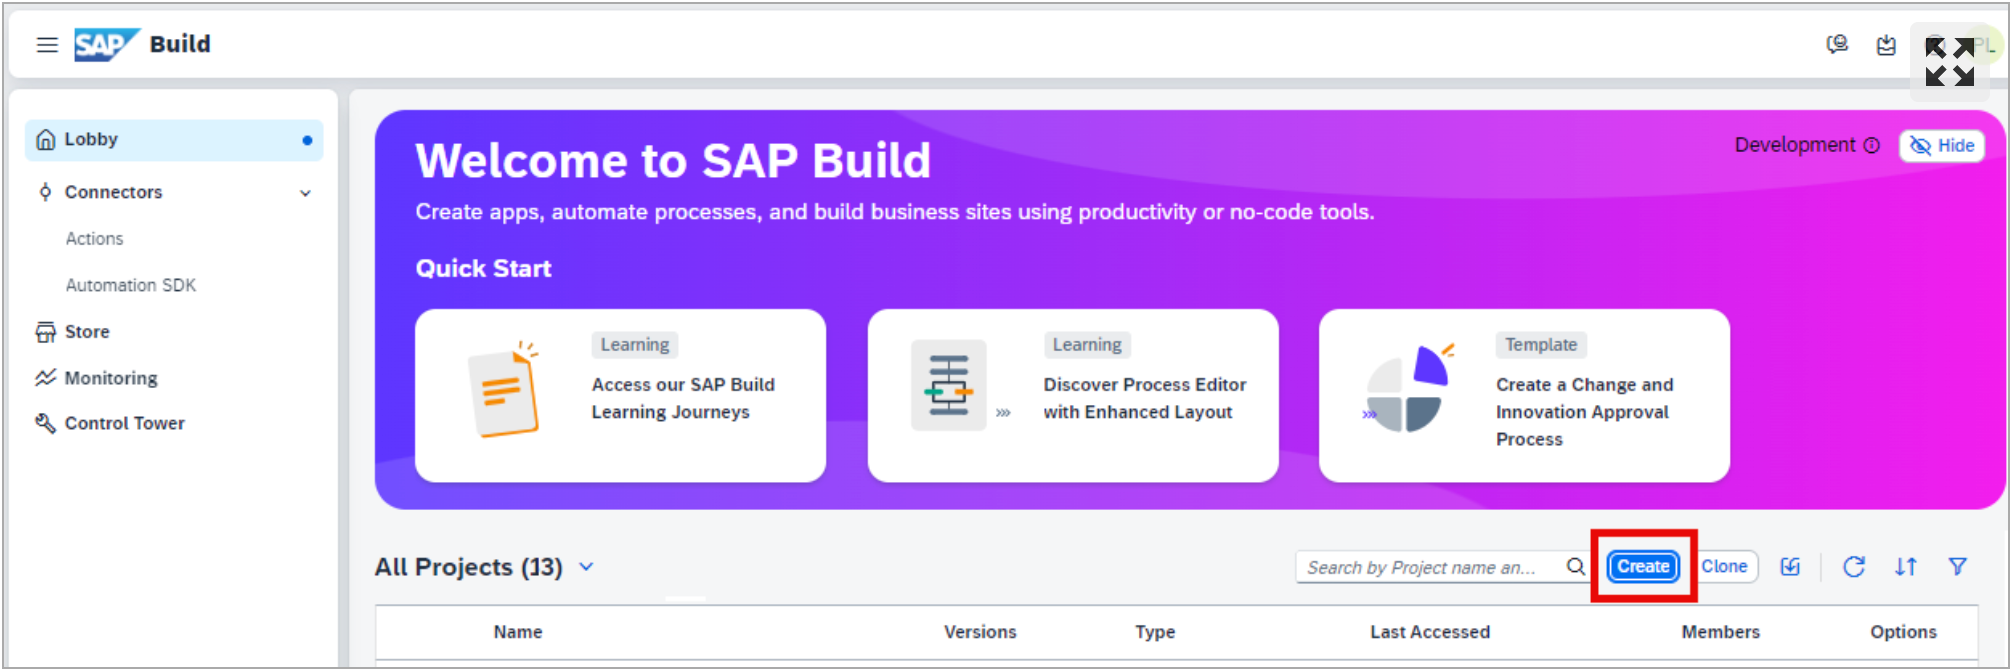 SAP Build
PL
Lobby
Connectors
Actions
Automation SDK
Store
Monitoring
Control Tower
Welcome to SAP Build
Development
Hide
Create apps, automate processes, and build business sites using productivity or no-code tools.
Quick Start
Learning
Access our SAP Build
Learning Journeys
Learning
Discover Process Editor
with Enhanced Layout
Template
Create a Change and
Innovation Approval
Process
All Projects (13)
Search by Project name an...
Create
Clone
Name Versions Type Last Accessed Members Options